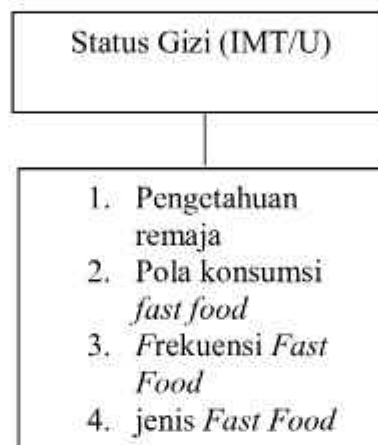 Status Gizi (IMT/U)
1. Pengetahuan
remaja
2. Pola konsumsi
fast food
3. Frekuensi Fast
Food
4. jenis Fast Food